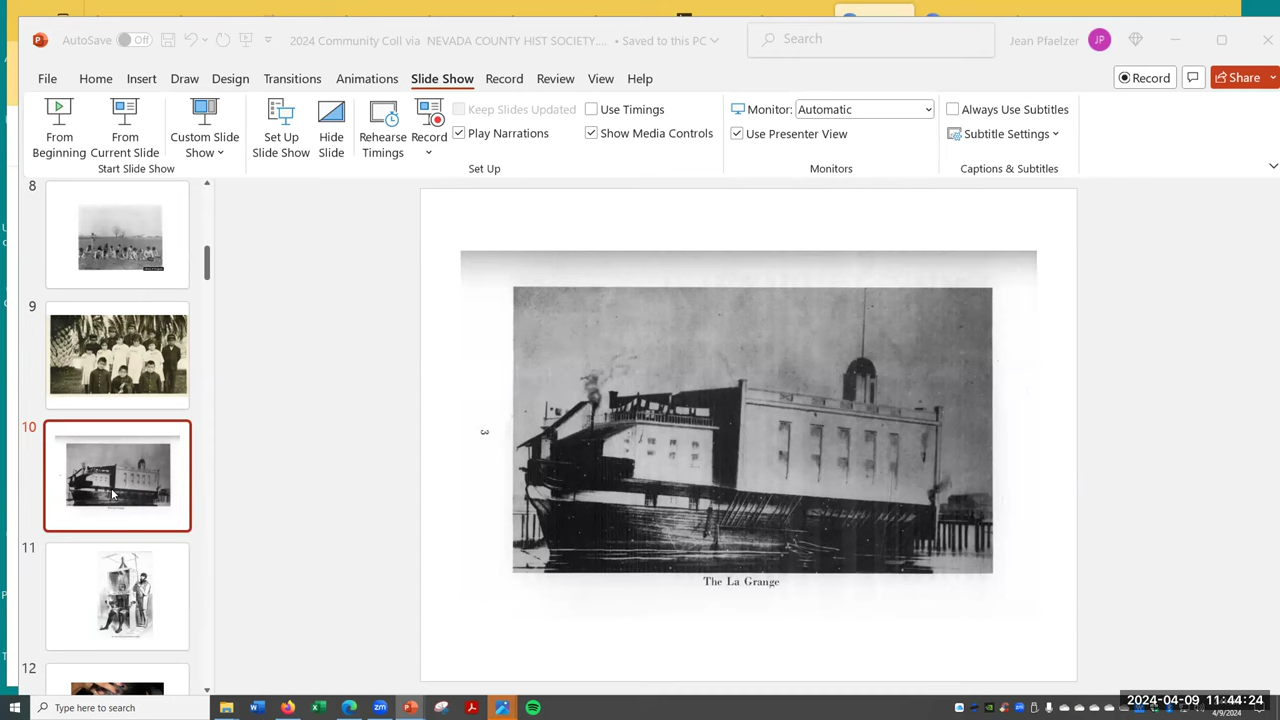 AutoSave Off 2024 Community Coll via NEVADA COUNTY HIST SOCIETY.... • Saved to this PC Search Jean Pfaelzer JP
File Home Insert Draw Design Transitions Animations Slide Show Record Review View Help Record Share
From Beginning
From Current Slide
Custom Slide Show
Set Up Slide Show
Hide Slide
Rehearse Timings
Record
Keep Slides Updated
Play Narrations
Use Timings
Show Media Controls
Monitor: Automatic
Use Presenter View
Always Use Subtitles
Subtitle Settings
Start Slide Show Set Up Monitors Captions & Subtitles
8
9
10
11
12
3
The La Grange
Type here to search
2024-04-09 11:44:24
4/9/2024